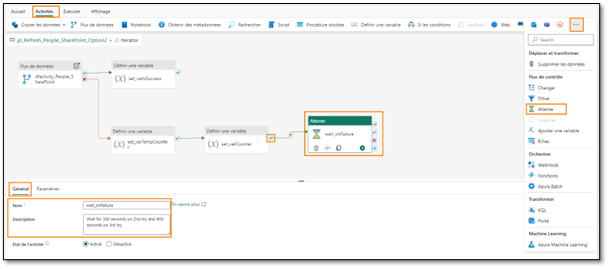 Accueil Activités Exécuter Affichage
Copier les données Flux de données Notebook Obtenir des métadonnées Rechercher Script Procédure stockée Définir une variable Si les conditions Pour chaque Web
pl_Refresh_People_SharePoint_Option2 > Iterator
Flux de données
dfactivity_People_S
harePoint
Définir une variable
set_varIsSuccess
Définir une variable
set_varTempCounte
r
Définir une variable
set_varCounter
Attente
wait_onFailure
Déplacer et transformer
Supprimer les données
Flux de contrôle
Changer
Filtrer
Attente
Ajouter une variable
Échec
Orchestrer
Webhook
Fonctions
Azure Batch
Transformer
KQL
Machine Learning
Azure Machine Learning
Général Paramètres
Nom * wait_onFailure En savoir plus
Description Wait for 300 seconds on 2nd try and 900
seconds on 3rd try
État de l'activité Activé Désactivé